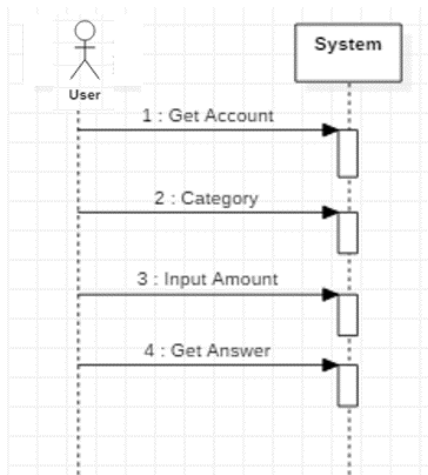 System
User
1 : Get Account
2 : Category
3 : Input Amount
4 : Get Answer